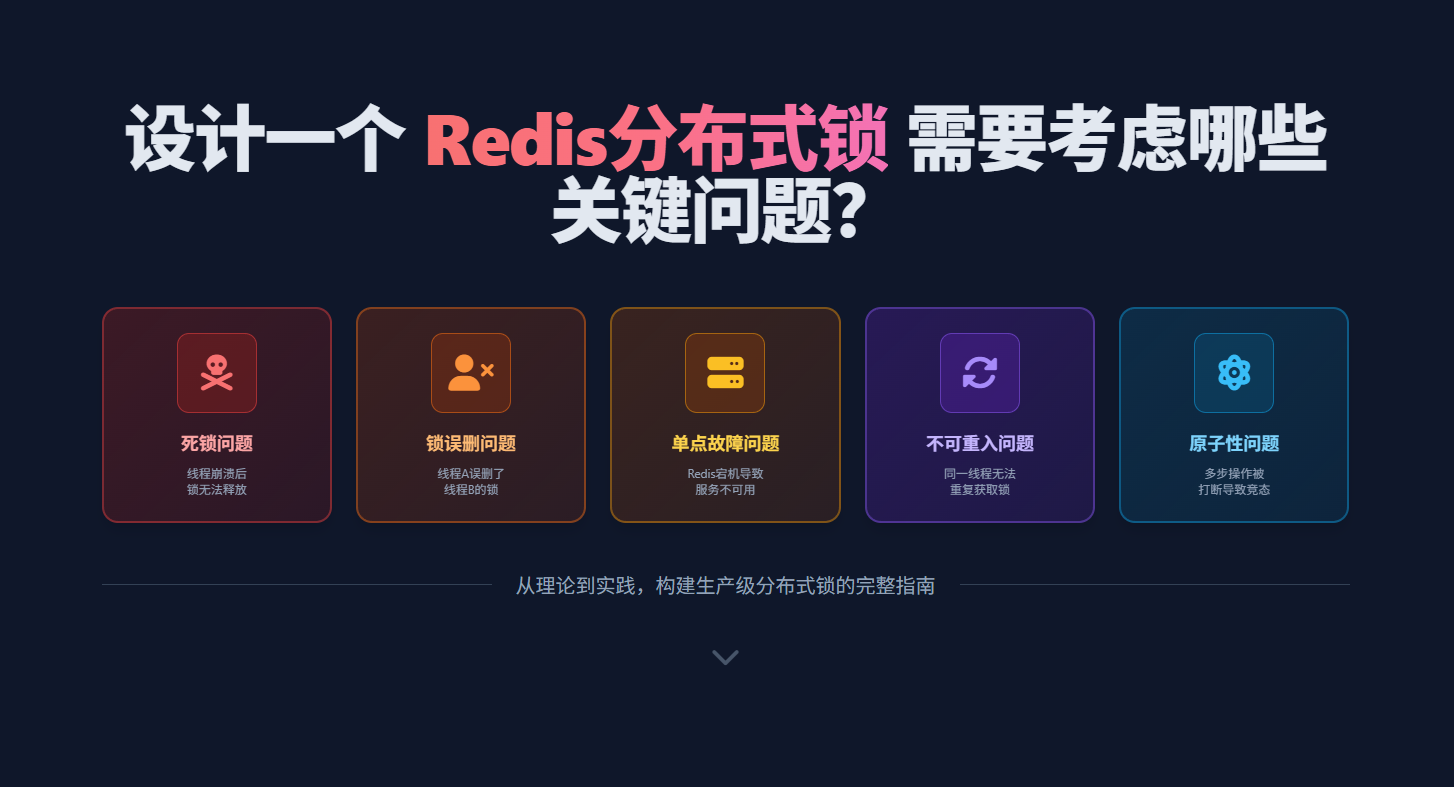 设计一个 Redis分布式锁 需要考虑哪些
关键问题？
死锁问题
线程崩溃后
锁无法释放
锁误删问题
线程A误删了
线程B的锁
单点故障问题
Redis宕机导致
服务不可用
不可重入问题
同一线程无法
重复获取锁
原子性问题
多步操作被
打断导致竞态
从理论到实践，构建生产级分布式锁的完整指南